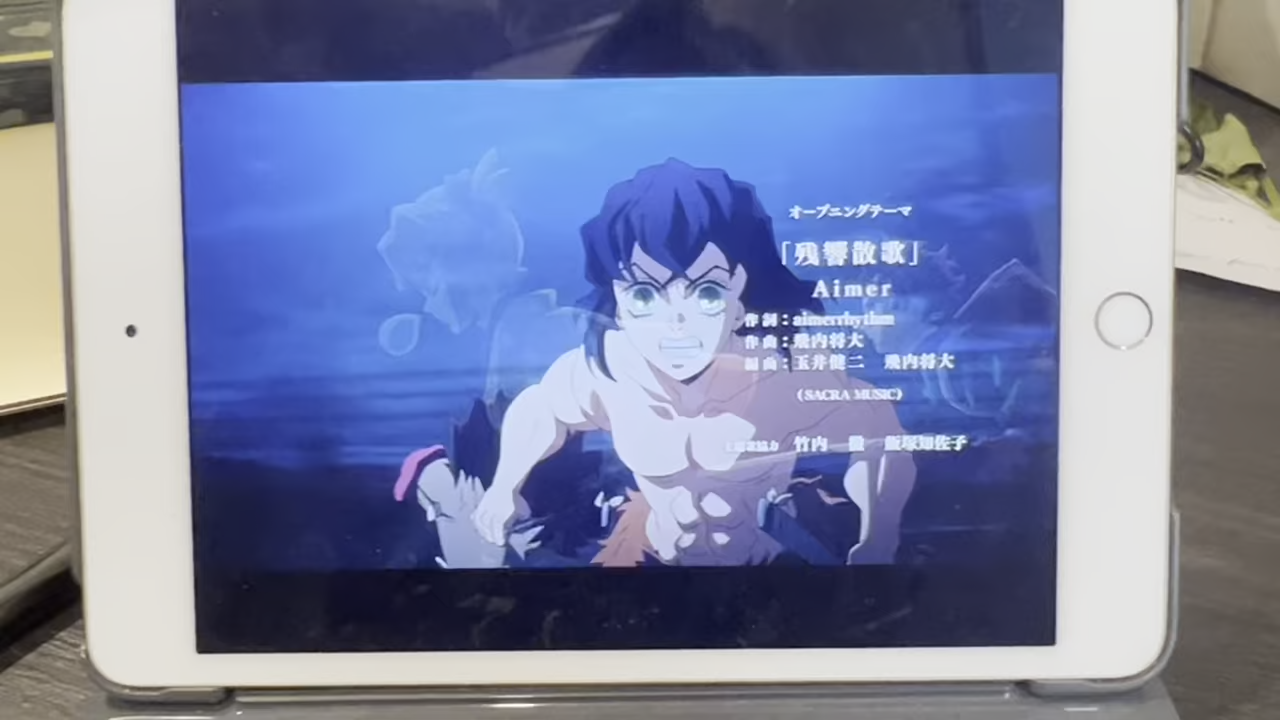 オープニングテーマ
「残響散歌」
Aimer
作詞：aimerrhythm
作曲：飛内将大
編曲：玉井健二　飛内将大
(SACRA MUSIC)
竹内　飯塚知佐子